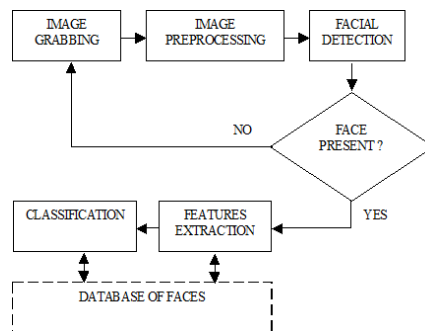 IMAGE
GRABBING
IMAGE
PREPROCESSING
FACIAL
DETECTION
FACE
PRESENT ?
NO
YES
CLASSIFICATION
FEATURES
EXTRACTION
DATABASE OF FACES